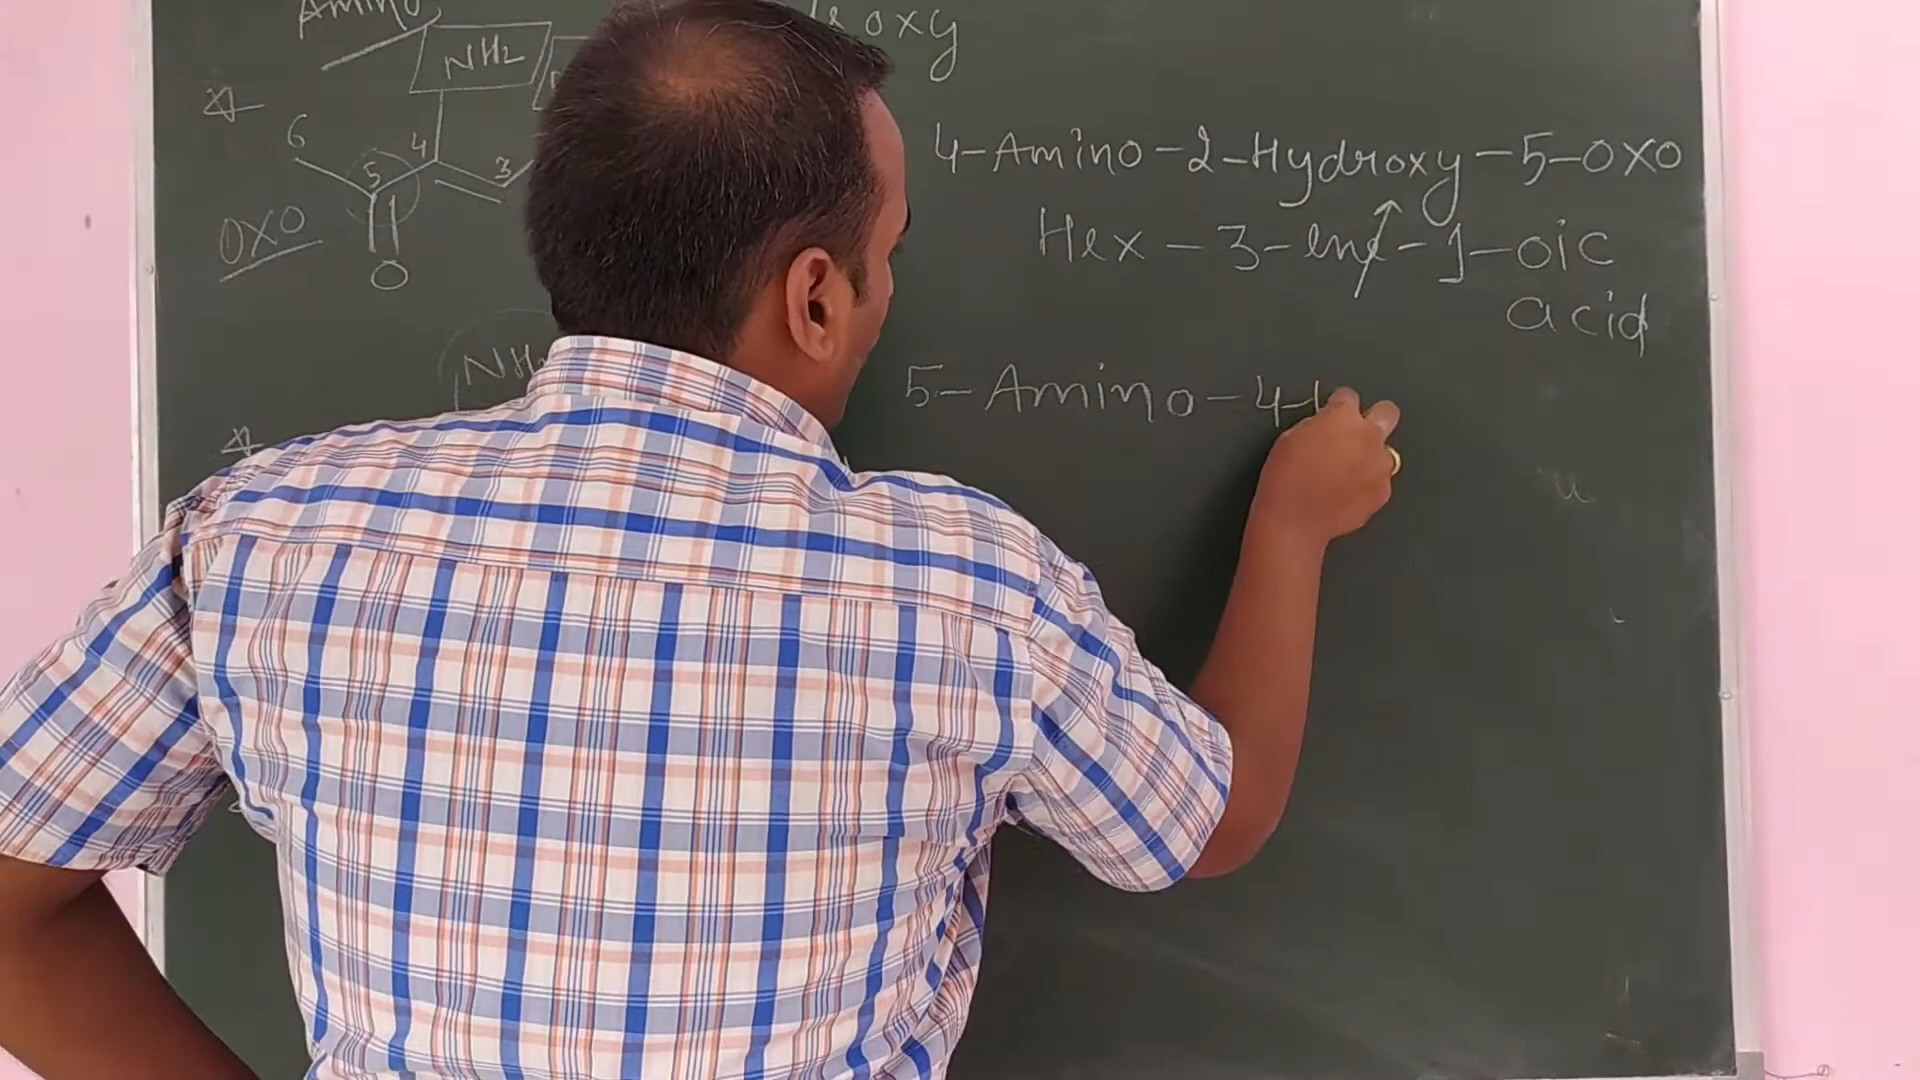 Amino
NH2
6
5
4
3
OXO
O
NH
4-Amino-2-Hydroxy-5-OXO
Hex-3-ene-1-oic
acid
5-Amino-4-